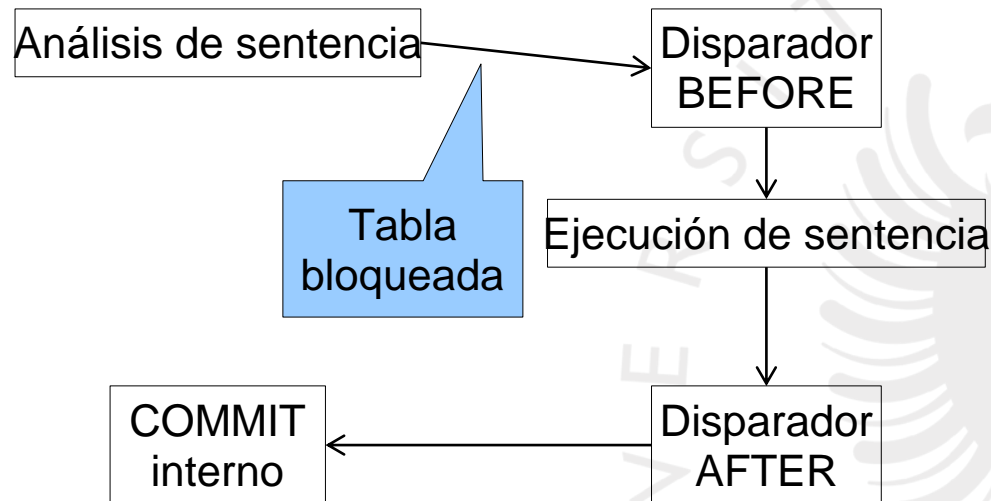 Análisis de sentencia
Disparador
BEFORE
Tabla
bloqueada
Ejecución de sentencia
COMMIT
interno
Disparador
AFTER